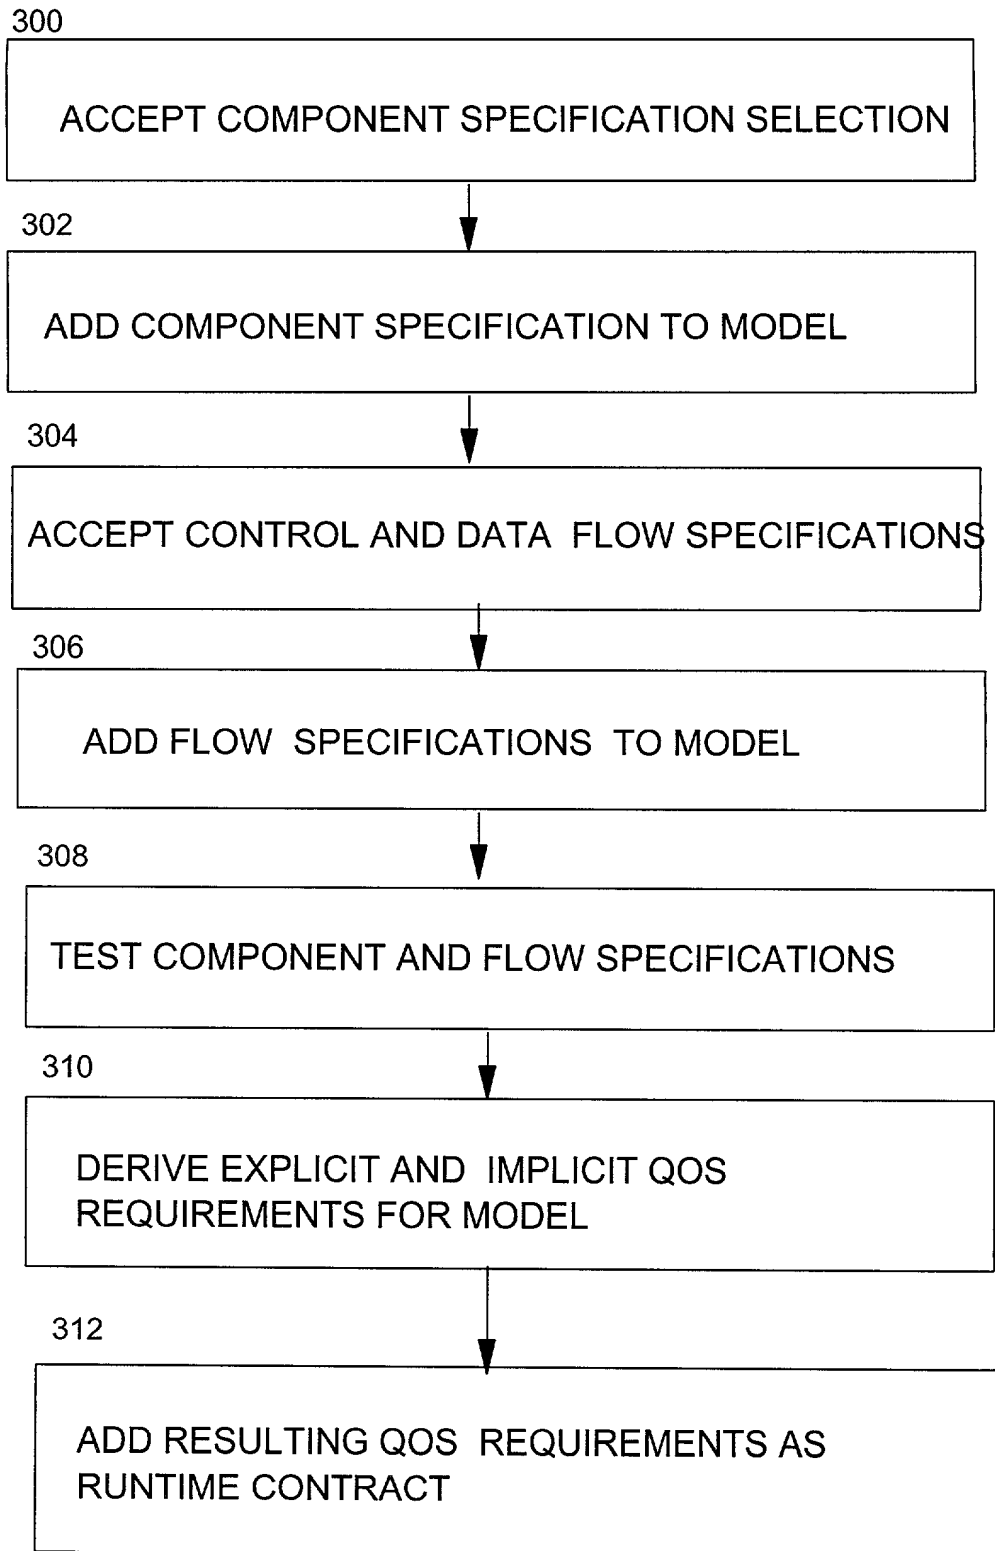 300
ACCEPT COMPONENT SPECIFICATION SELECTION
302
ADD COMPONENT SPECIFICATION TO MODEL
304
ACCEPT CONTROL AND DATA FLOW SPECIFICATIONS
306
ADD FLOW SPECIFICATIONS TO MODEL
308
TEST COMPONENT AND FLOW SPECIFICATIONS
310
DERIVE EXPLICIT AND IMPLICIT QOS
REQUIREMENTS FOR MODEL
312
ADD RESULTING QOS REQUIREMENTS AS
RUNTIME CONTRACT